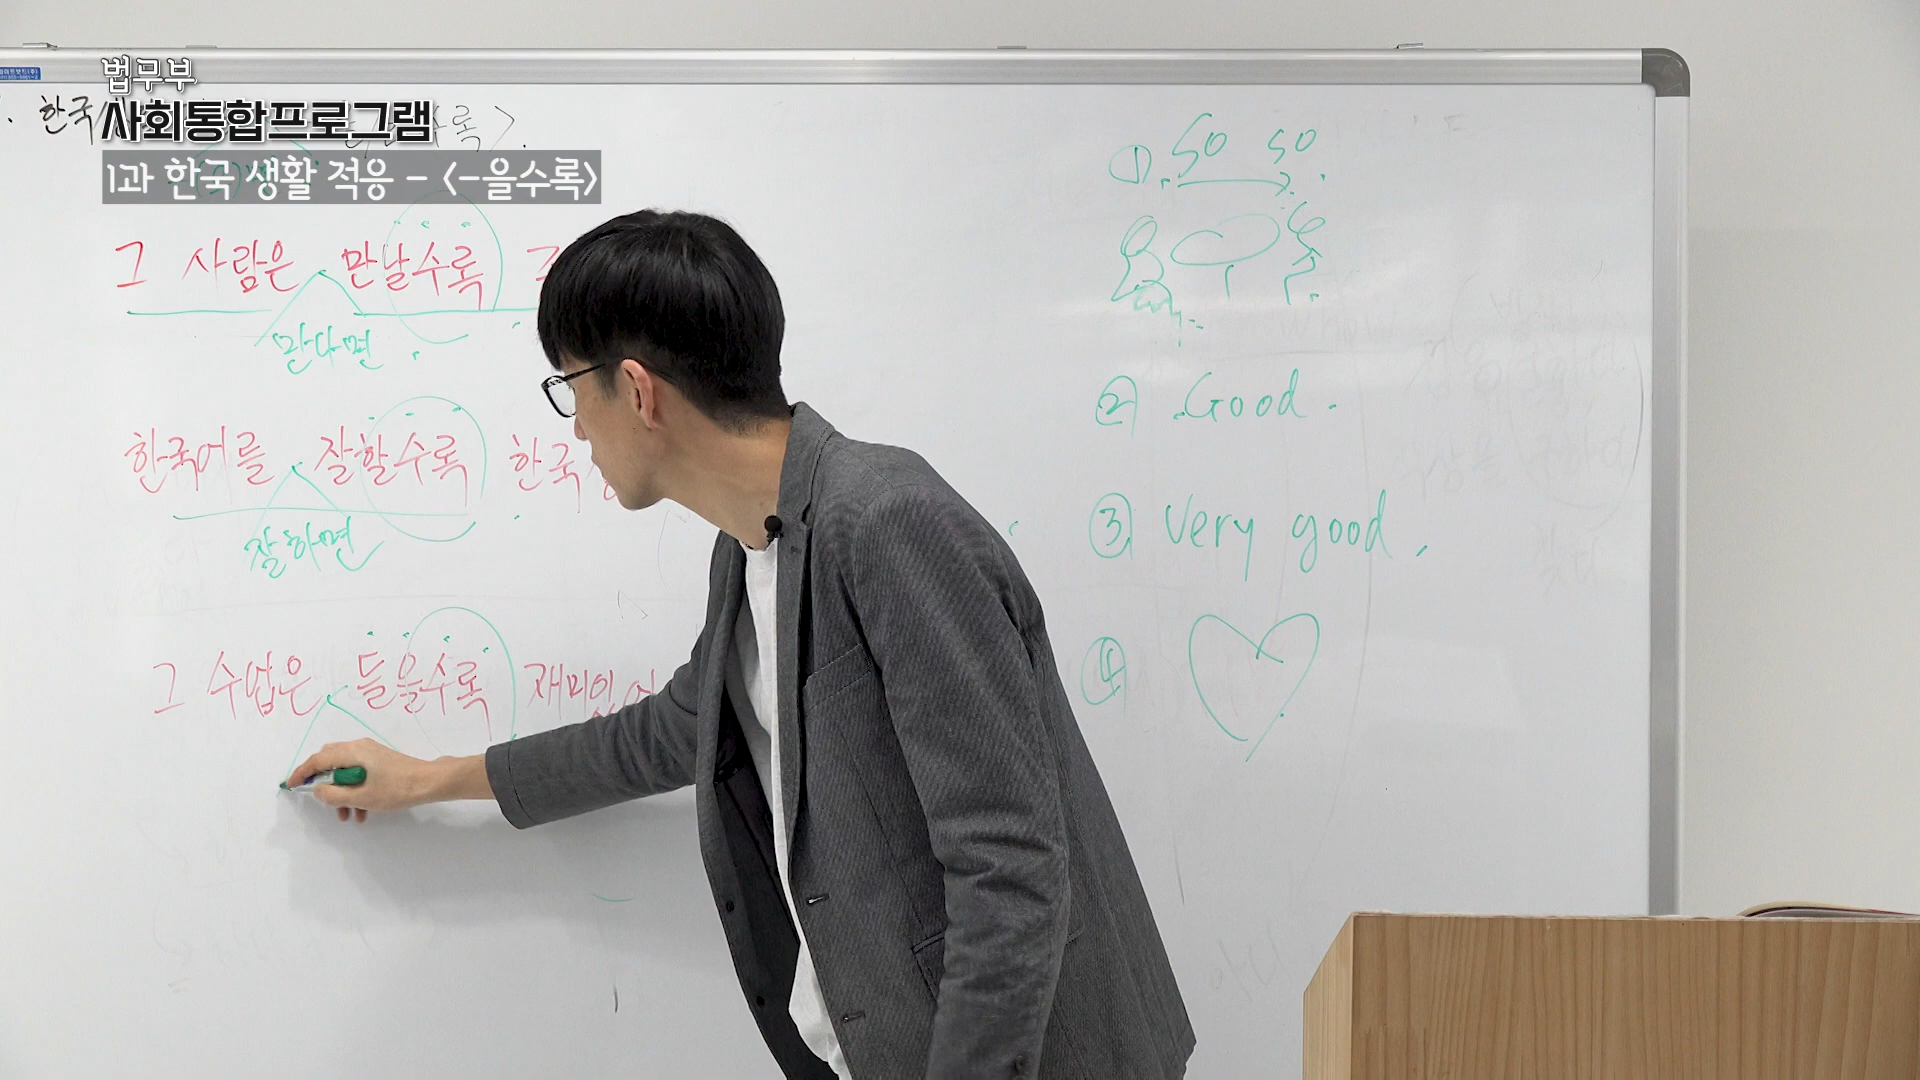 법무부
사회통합프로그램
1과 한국 생활 적응 - <-을수록>
한국
록>.
그 사람은 만날수록
만나면
한국어를 잘할수록 한국
잘하면
그 수업은 들을수록 재미있
① so so
② Good.
③ Very good.
④